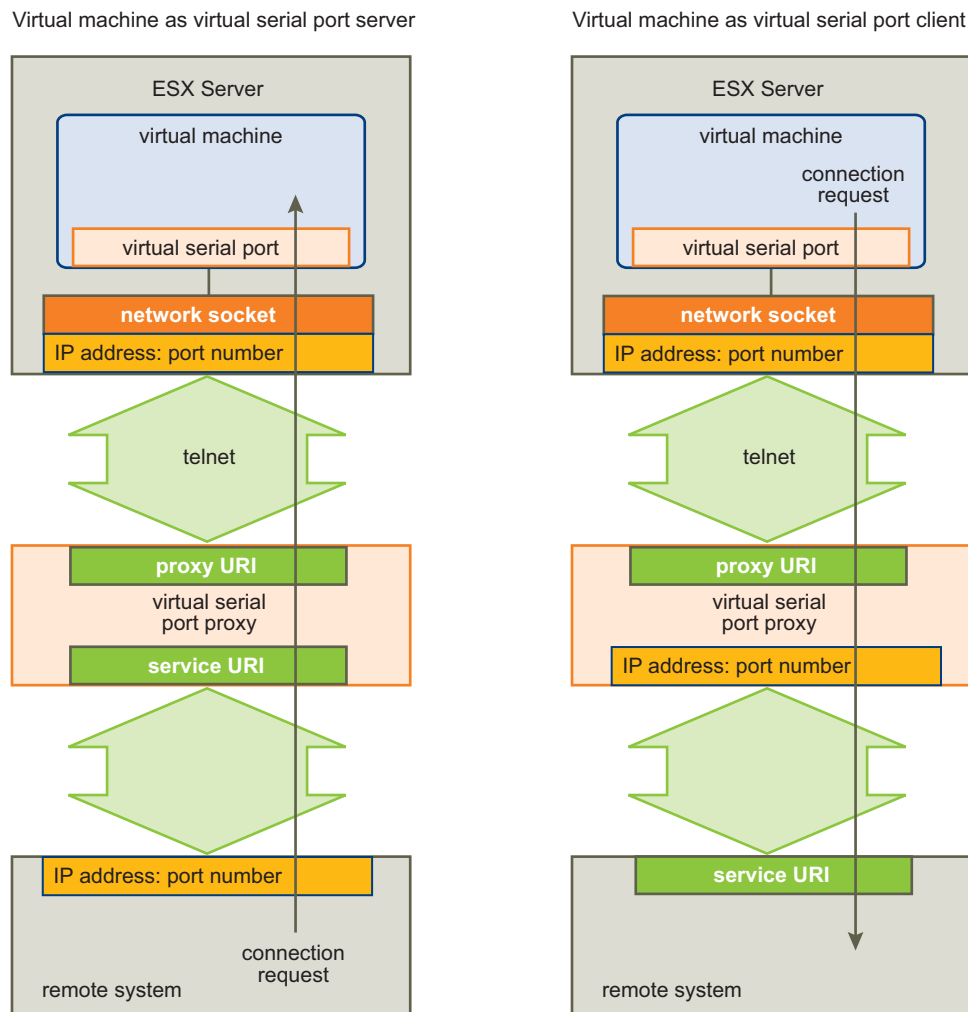 Virtual machine as virtual serial port server
ESX Server
virtual machine
virtual serial port
network socket
IP address: port number
telnet
proxy URI
virtual serial
port proxy
service URI
IP address: port number
connection
request
remote system
Virtual machine as virtual serial port client
ESX Server
virtual machine
connection
request
virtual serial port
network socket
IP address: port number
telnet
proxy URI
virtual serial
port proxy
IP address: port number
service URI
remote system